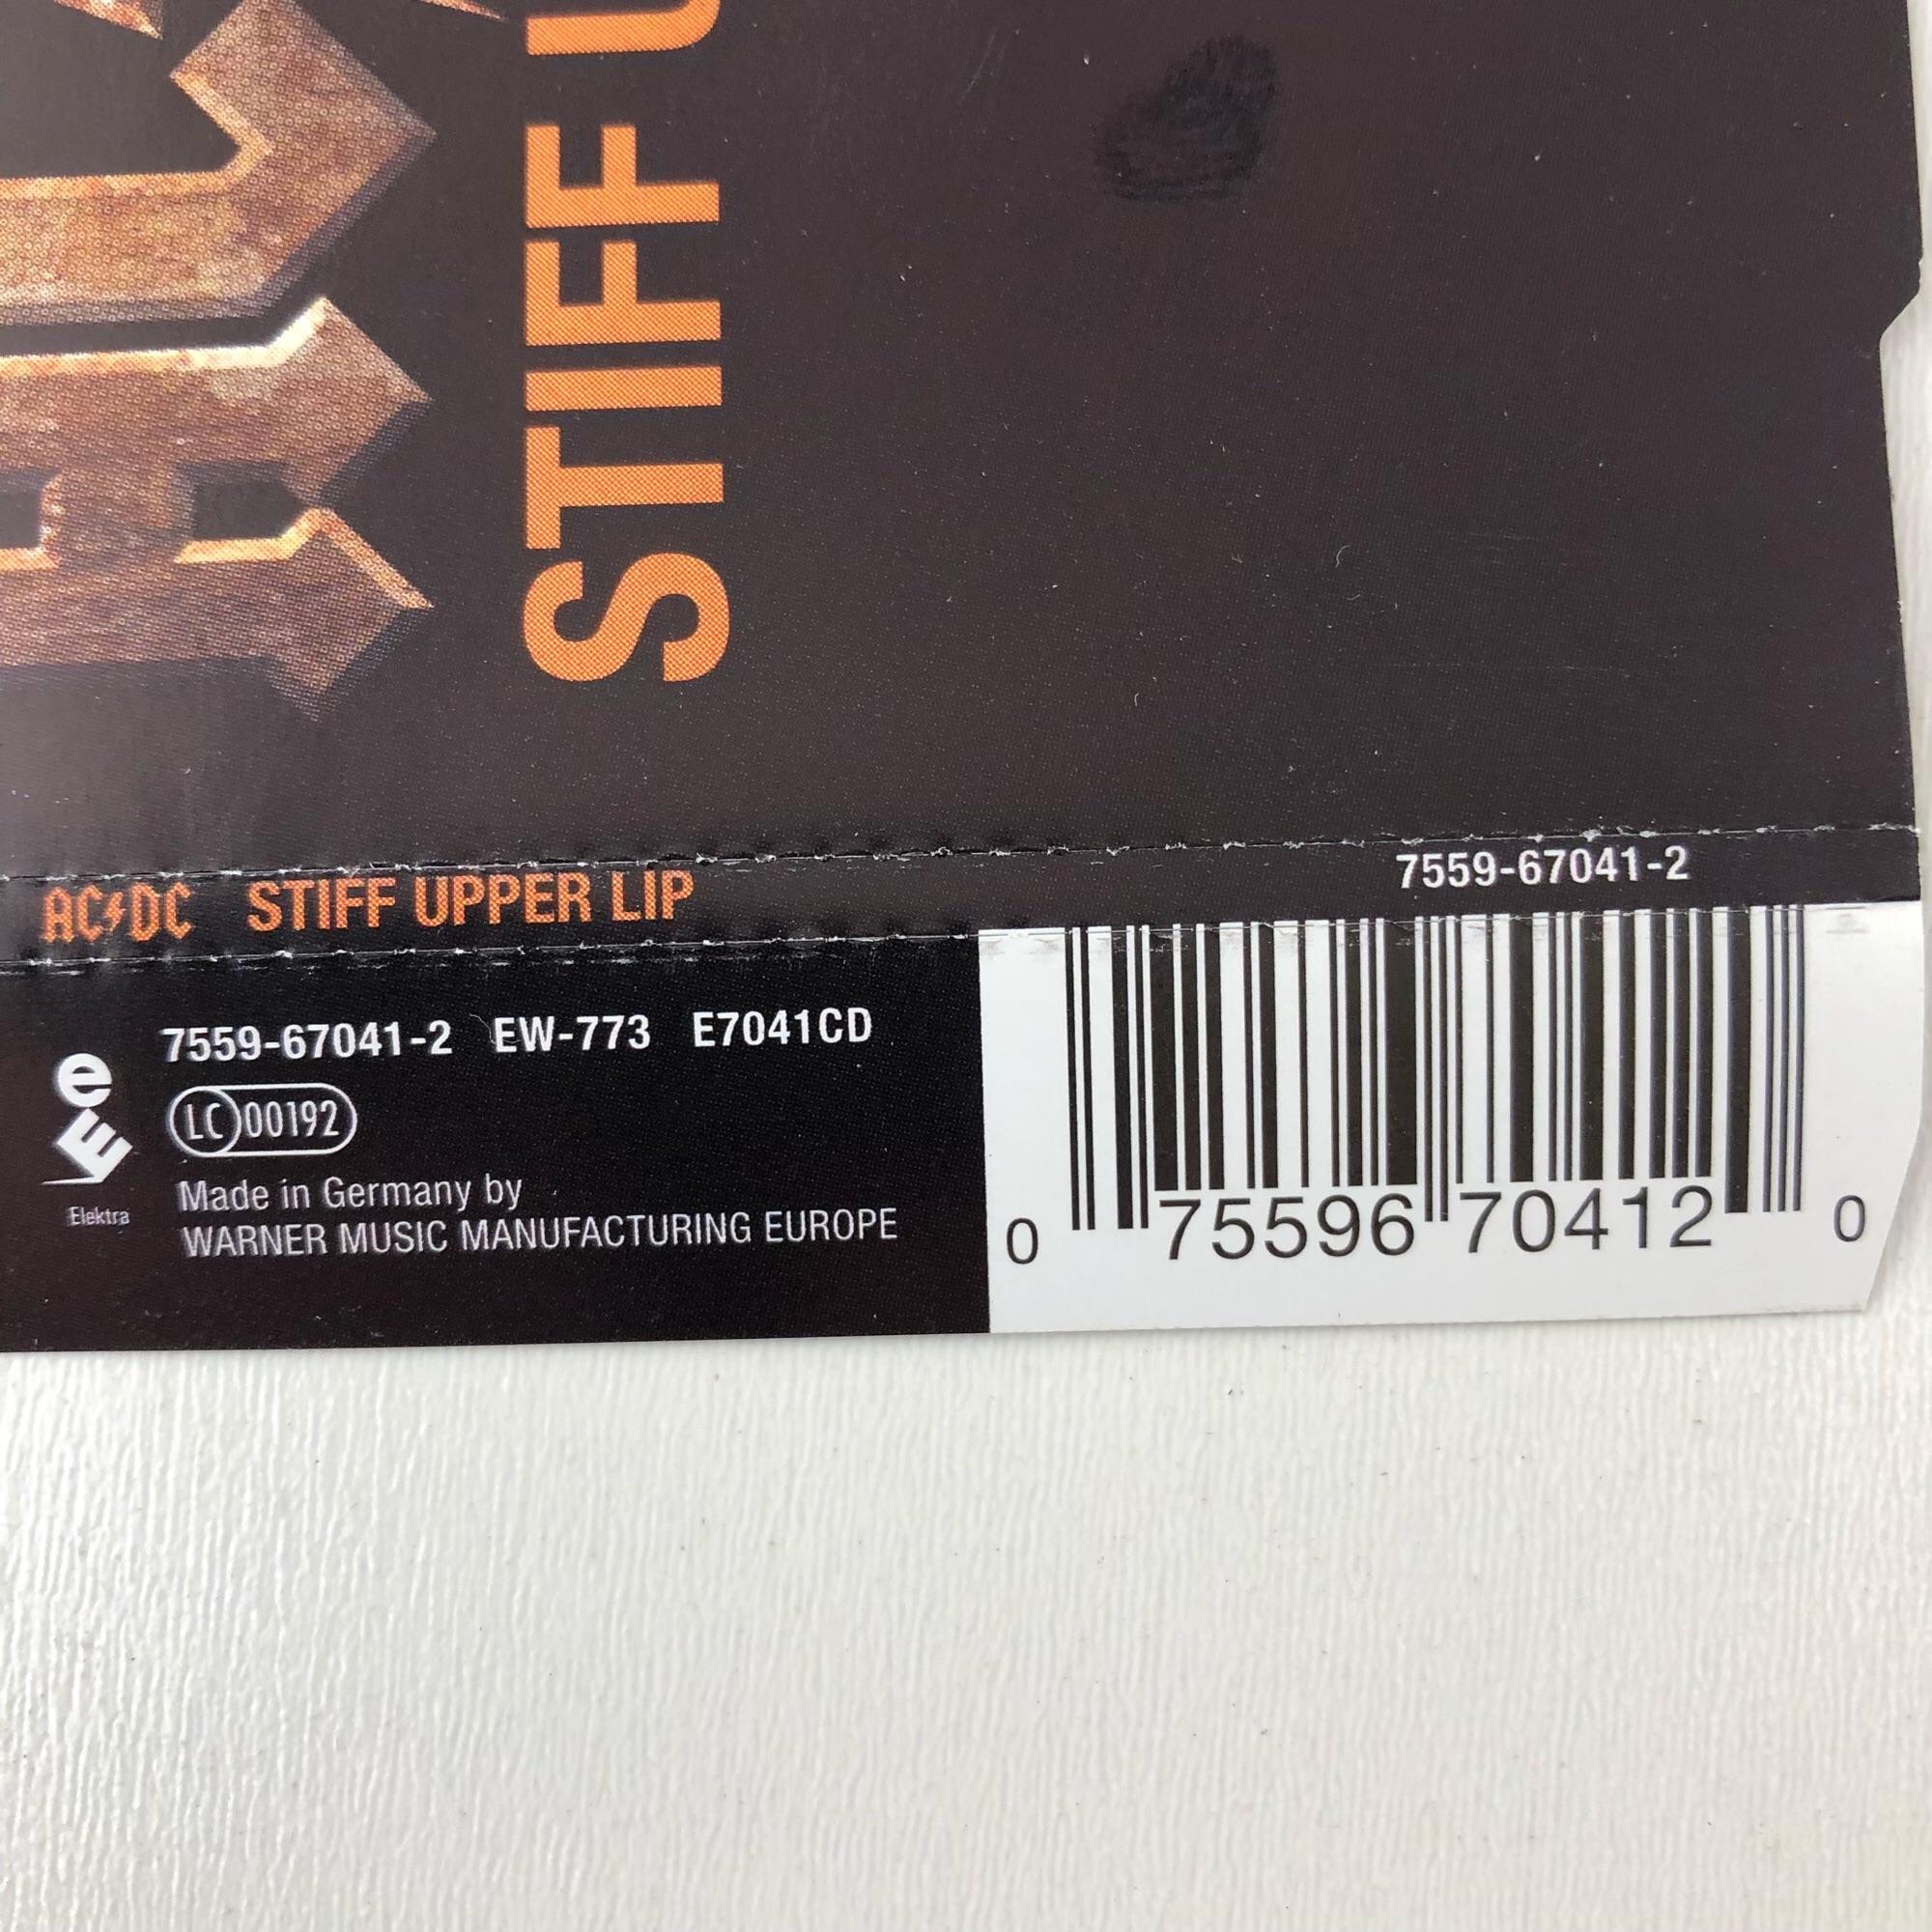 STIFF U
AC⚡DC STIFF UPPER LIP
7559-67041-2
7559-67041-2 EW-773 E7041CD
LC 00192
Made in Germany by
WARNER MUSIC MANUFACTURING EUROPE
e
E
Elektra
0 75596 70412 0